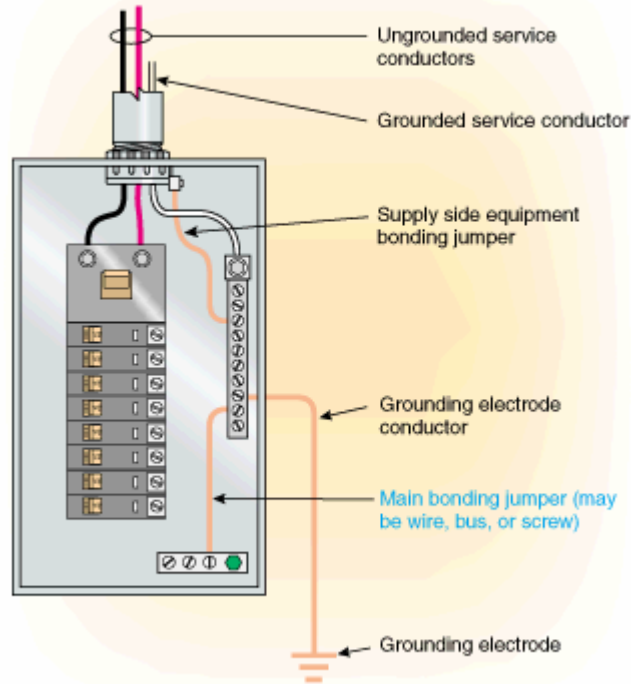 Ungrounded service
conductors
Grounded service conductor
Supply side equipment
bonding jumper
Grounding electrode
conductor
Main bonding jumper (may
be wire, bus, or screw)
Grounding electrode